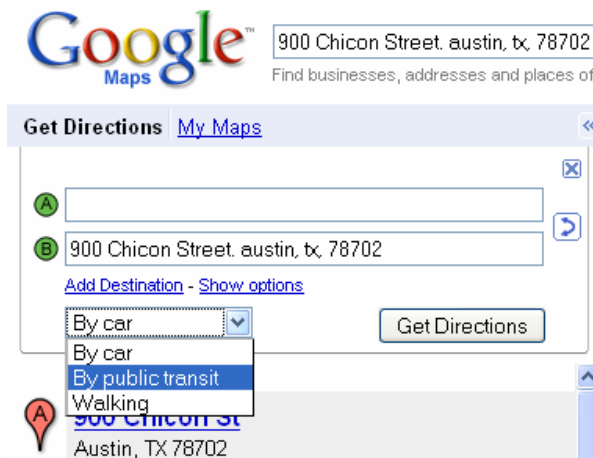 Google™
Maps
900 Chicon Street. austin, tx, 78702
Find businesses, addresses and places of
Get Directions My Maps
«
A
B 900 Chicon Street. austin, tx, 78702
Add Destination - Show options
By car Get Directions
By car
By public transit
Walking
A 900 Chicon St
Austin, TX 78702